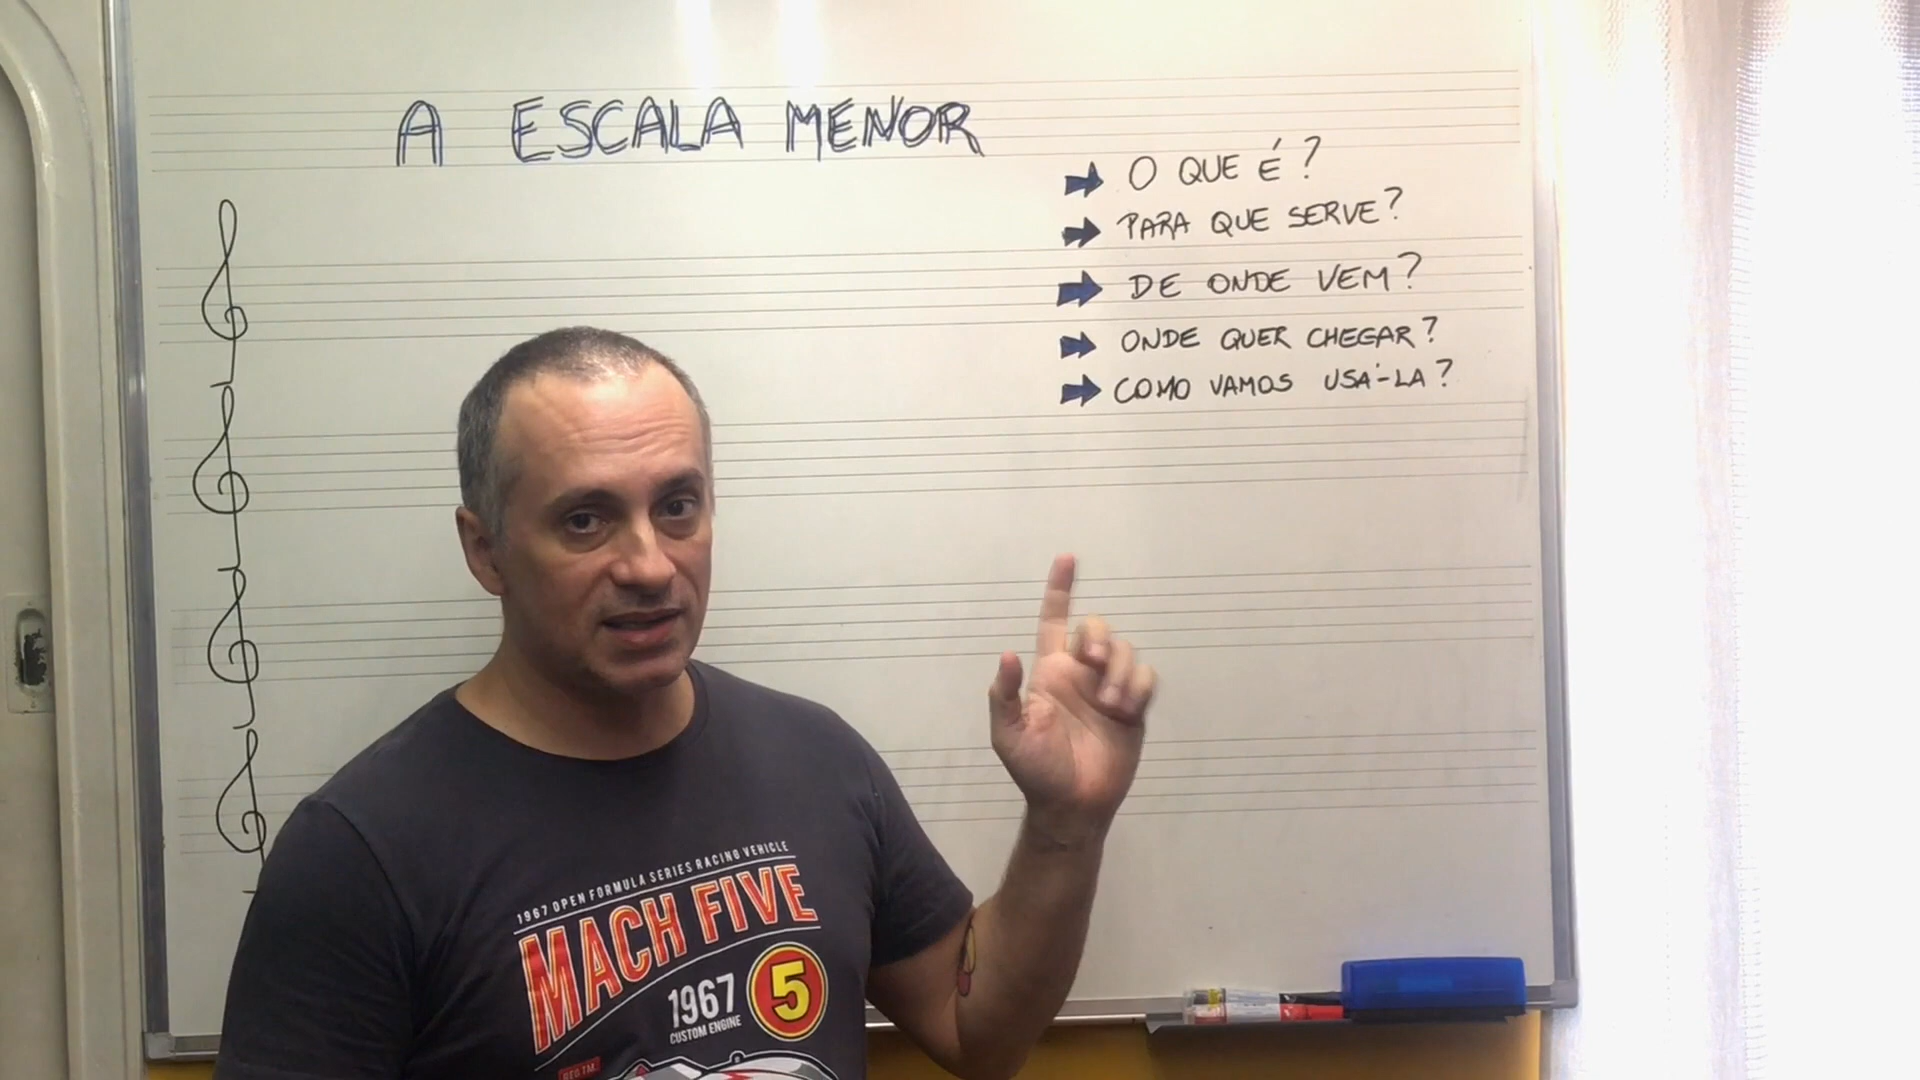 A ESCALA MENOR
O QUE É?
PARA QUE SERVE?
DE ONDE VEM?
ONDE QUER CHEGAR?
COMO VAMOS USÁ-LA?
1967 OPEN FORMULA SERIES RACING VEHICLE
MACH FIVE
1967
CUSTOM ENGINE
5
REG.T.M.